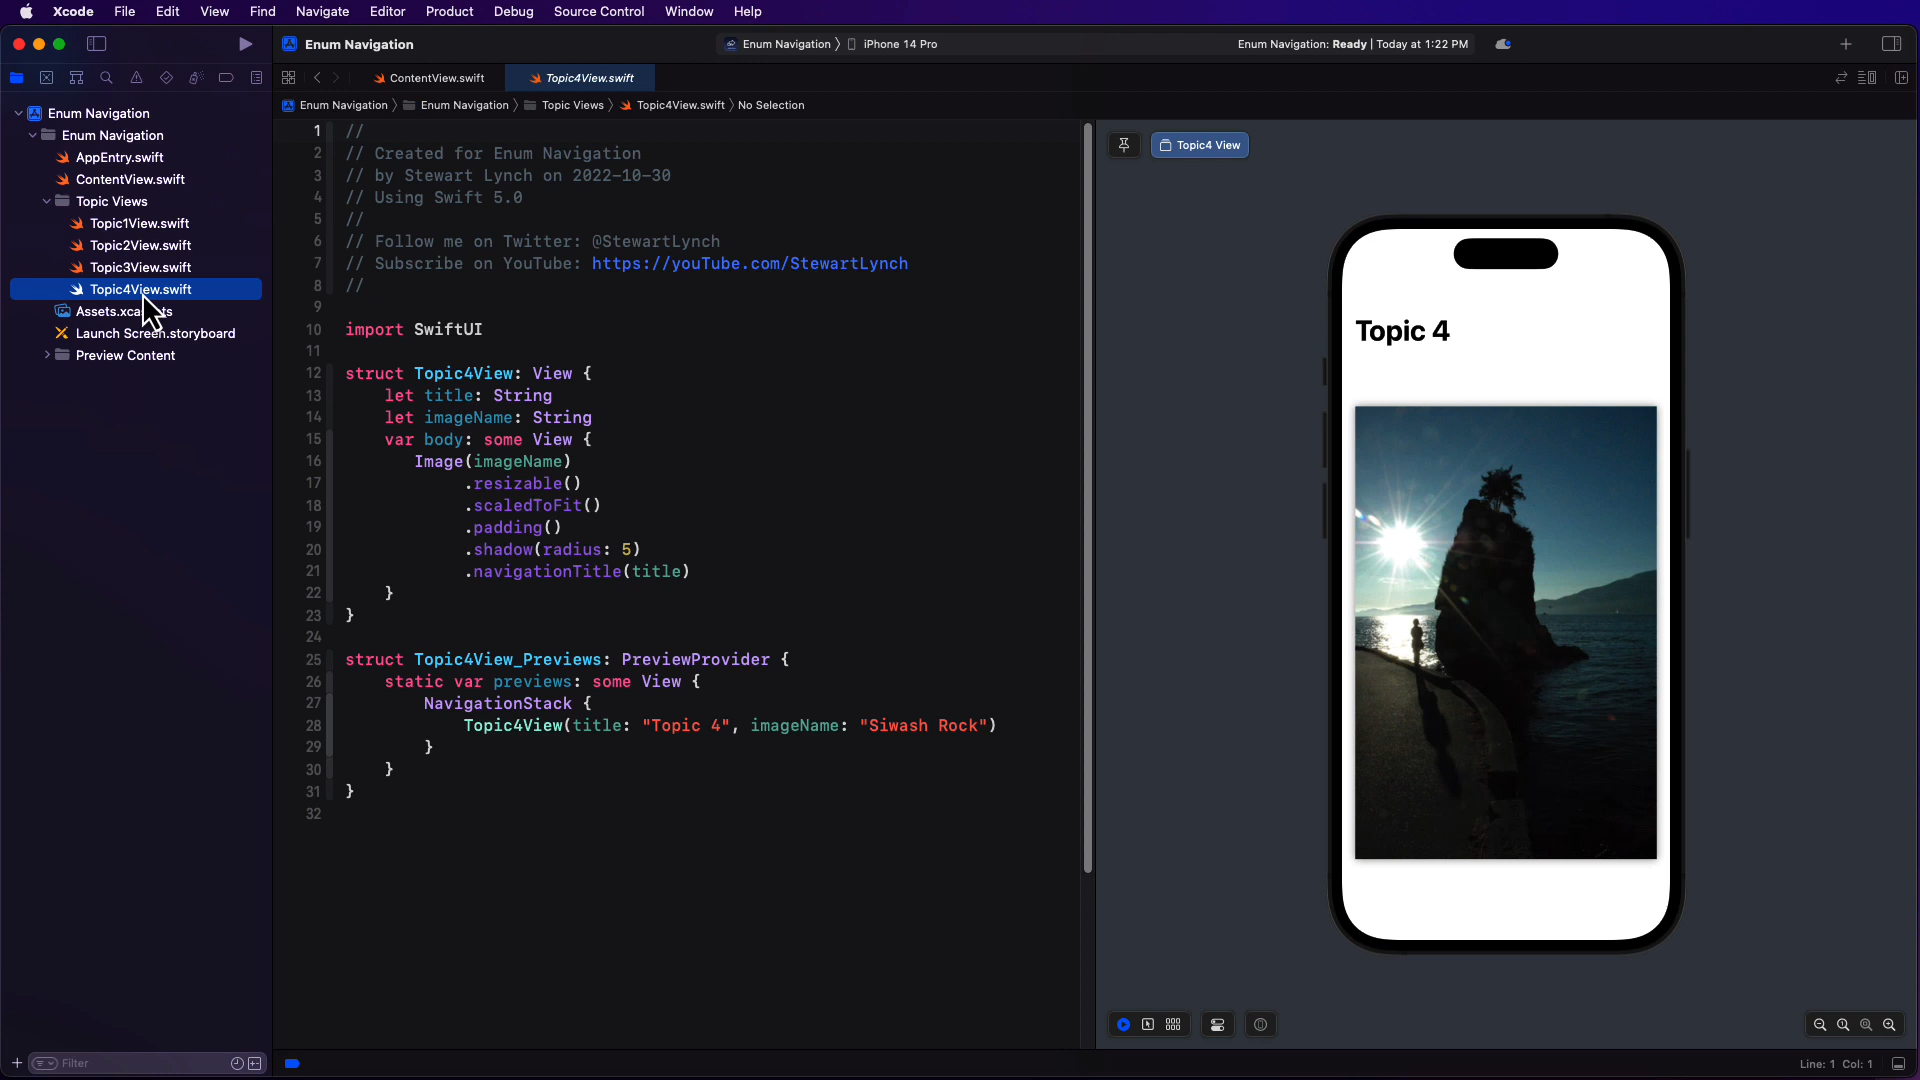 Xcode File Edit View Find Navigate Editor Product Debug Source Control Window Help
Enum Navigation
Enum Navigation 〉 iPhone 14 Pro
Enum Navigation: Ready | Today at 1:22 PM
ContentView.swift
Topic4View.swift
Enum Navigation 〉 Enum Navigation 〉 Topic Views 〉 Topic4View.swift 〉 No Selection
Enum Navigation
Enum Navigation
AppEntry.swift
ContentView.swift
Topic Views
Topic1View.swift
Topic2View.swift
Topic3View.swift
Topic4View.swift
Launch Screen.storyboard
Preview Content
Filter
1 //
2 // Created for Enum Navigation
3 // by Stewart Lynch on 2022-10-30
4 // Using Swift 5.0
5 //
6 // Follow me on Twitter: @StewartLynch
7 // Subscribe on YouTube: https://youTube.com/StewartLynch
8 //
9
10 import SwiftUI
11
12 struct Topic4View: View {
13 let title: String
14 let imageName: String
15 var body: some View {
16 Image(imageName)
17 .resizable()
18 .scaledToFit()
19 .padding()
20 .shadow(radius: 5)
21 .navigationTitle(title)
22 }
23 }
24
25 struct Topic4View_Previews: PreviewProvider {
26 static var previews: some View {
27 NavigationStack {
28 Topic4View(title: "Topic 4", imageName: "Siwash Rock")
29 }
30 }
31 }
32
Topic4 View
Topic 4
Line: 1 Col: 1